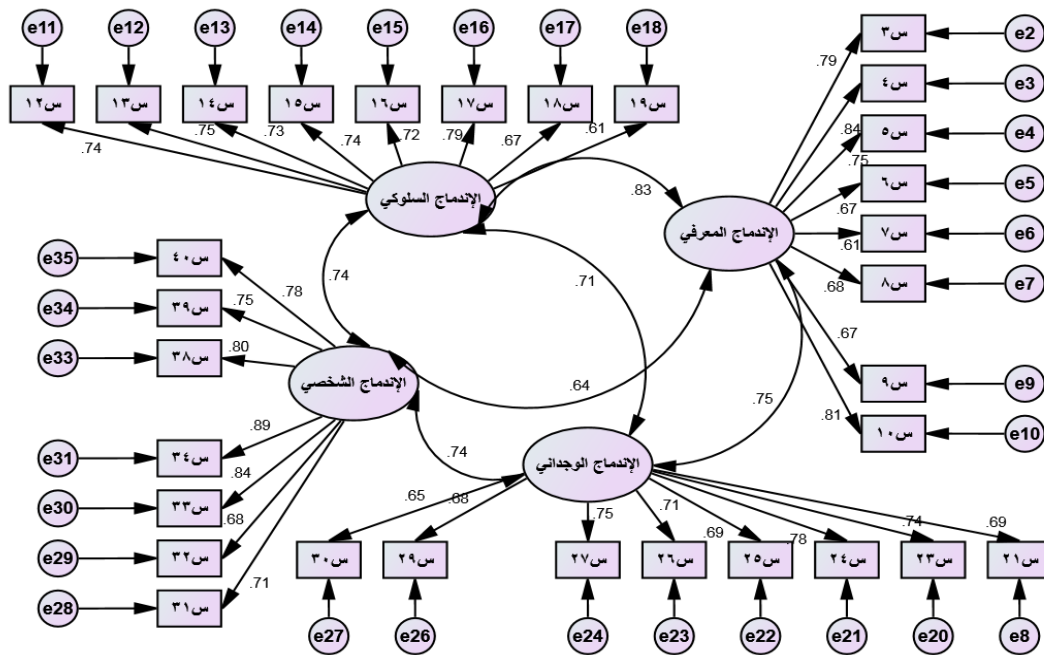 e11 e12 e13 e14 e15 e16 e17 e18
س١٢ س١٣ س١٤ س١٥ س١٦ س١٧ س١٨ س١٩
.74 .75 .73 .74 .72 .79 .67 .61
الإندماج السلوكي
س٣ e2
.79
س٤ e3
.84
س٥ e4
.75
س٦ e5
.67
س٧ e6
.61
س٨ e7
.68
الإندماج المعرفي
.83
.74
.71
.64
.75
.74
س٩ e9
.67
س١٠ e10
.81
e35 س٤٠ .78
e34 س٣٩ .75
e33 س٣٨ .80
الإندماج الشخصي
e31 س٣٤ .89
e30 س٣٣ .84
e29 س٣٢ .68
e28 س٣١ .71
الإندماج الوجداني
.65 .68 .75 .71 .69 .78 .74 .69
س٣٠ س٢٩ س٢٧ س٢٦ س٢٥ س٢٤ س٢٣ س٢١
e27 e26 e24 e23 e22 e21 e20 e8